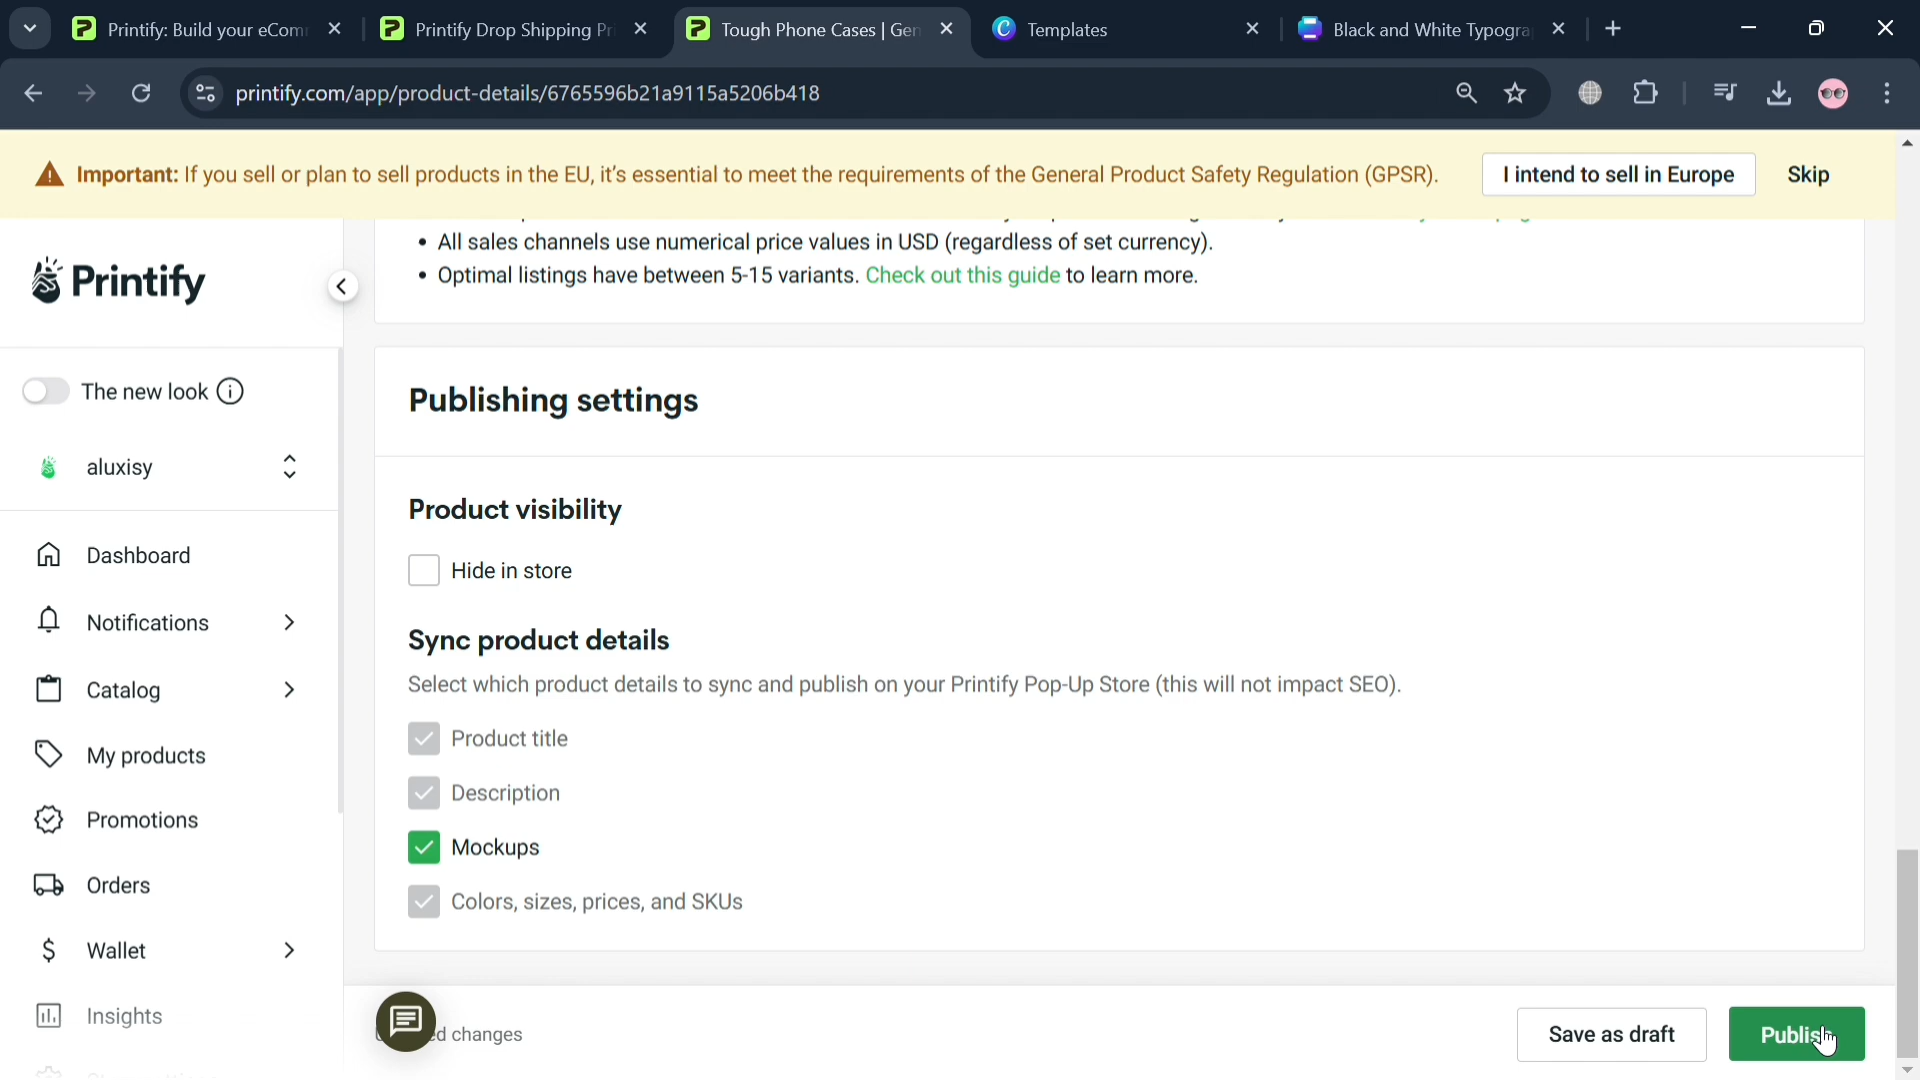 Printify: Build your eCom
Printify Drop Shipping Pr
Tough Phone Cases | Gen
Templates
Black and White Typogra
printify.com/app/product-details/6765596b21a9115a5206b418
Important: If you sell or plan to sell products in the EU, it's essential to meet the requirements of the General Product Safety Regulation (GPSR).
I intend to sell in Europe
Skip
Printify
• All sales channels use numerical price values in USD (regardless of set currency).
• Optimal listings have between 5-15 variants. Check out this guide to learn more.
The new look
aluxisy
Dashboard
Notifications
Catalog
My products
Promotions
Orders
Wallet
Insights
Publishing settings
Product visibility
Hide in store
Sync product details
Select which product details to sync and publish on your Printify Pop-Up Store (this will not impact SEO).
Product title
Description
Mockups
Colors, sizes, prices, and SKUs
changes
Save as draft
Publish